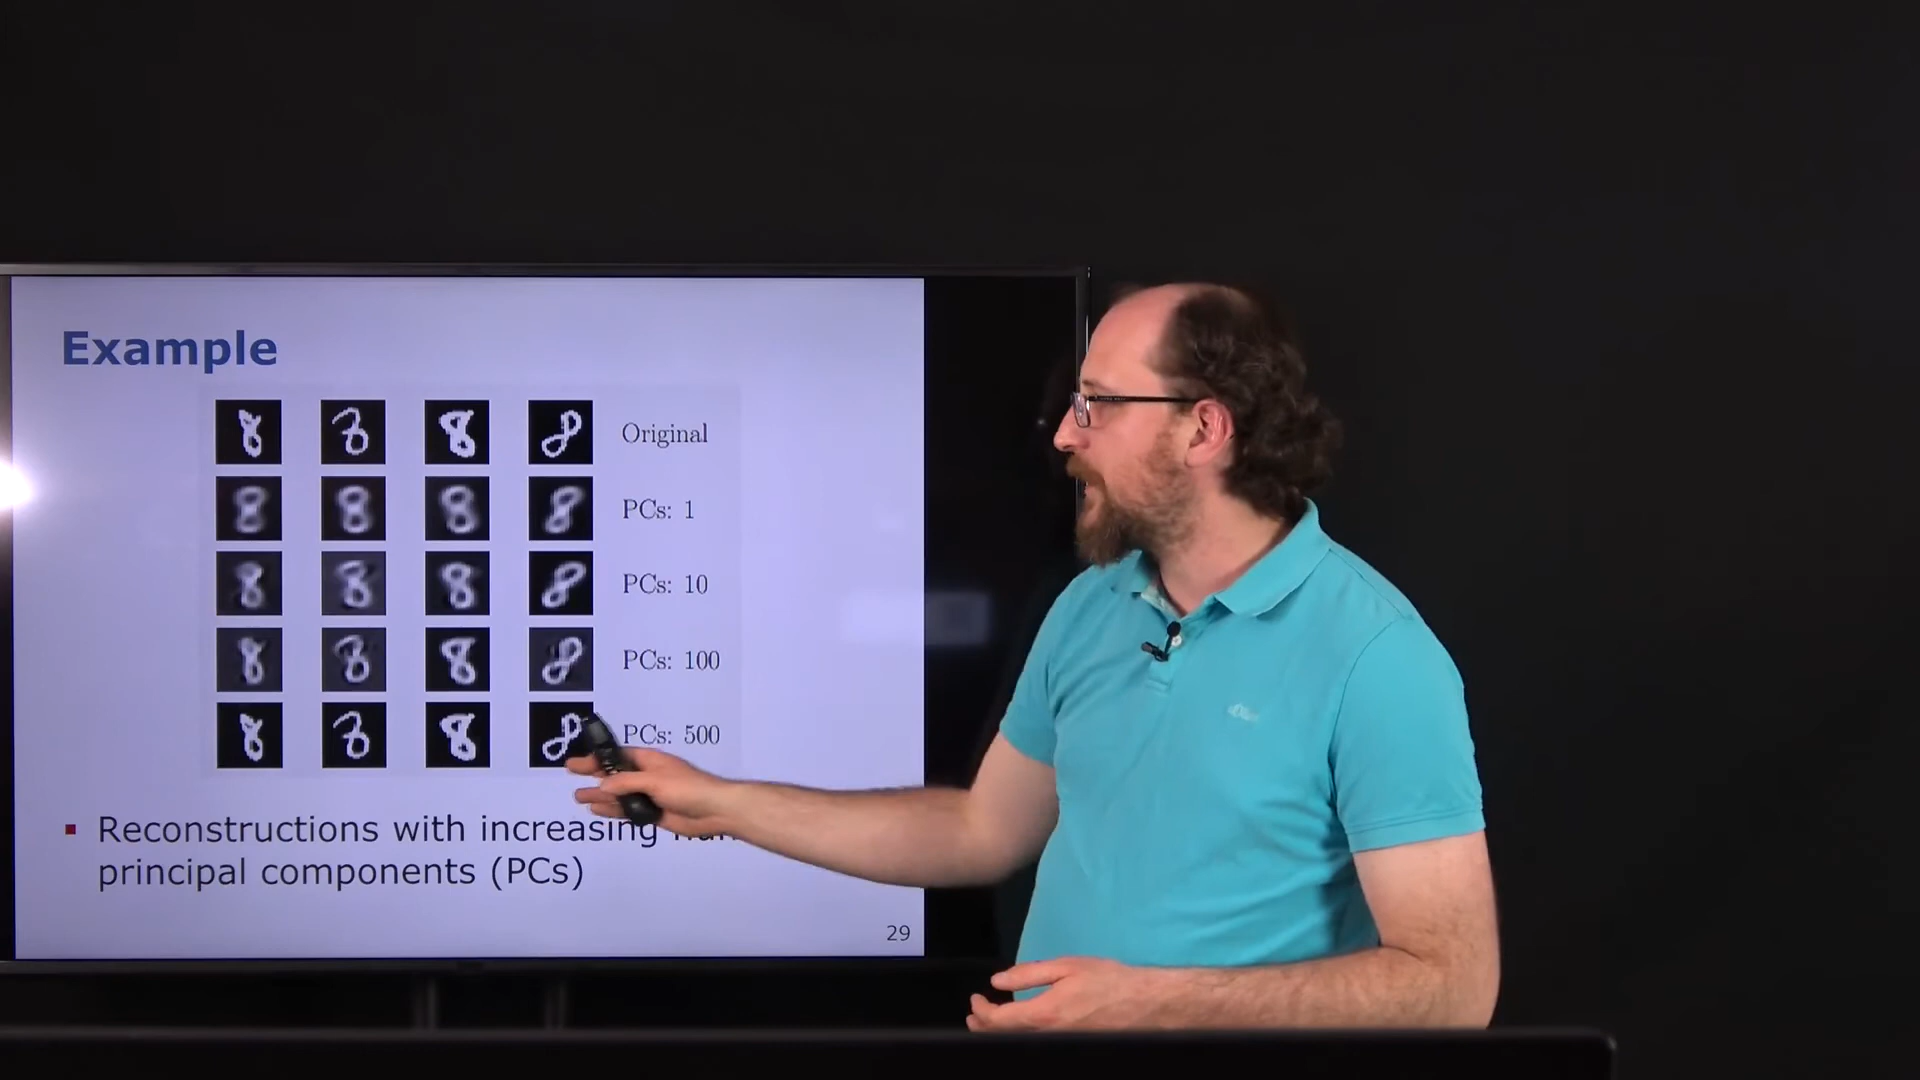 Example
Original
PCs: 1
PCs: 10
PCs: 100
PCs: 500
Reconstructions with increasing
principal components (PCs)
29